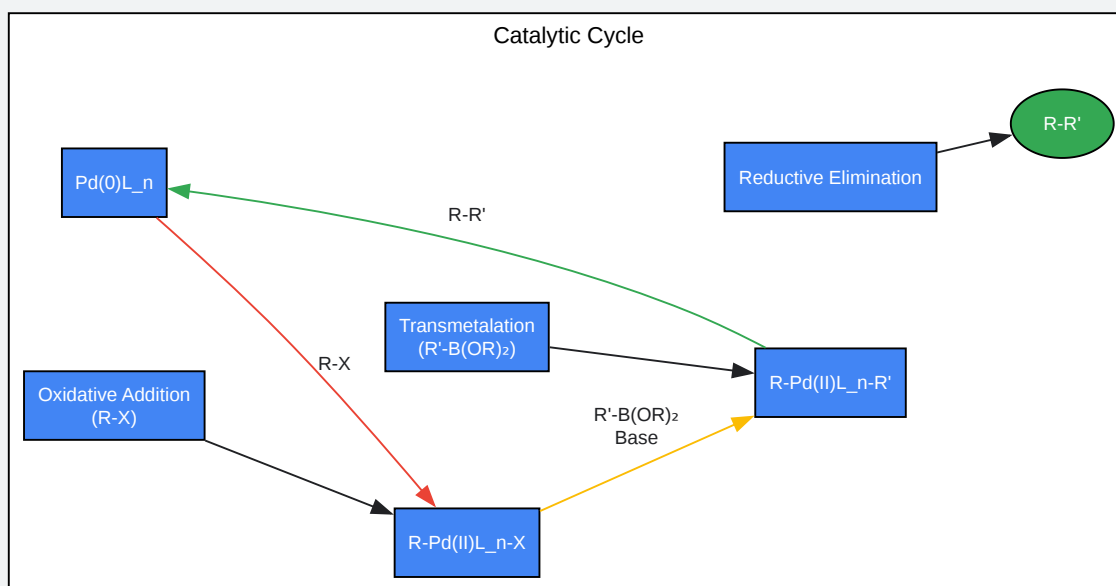 Catalytic Cycle
R-R'
Pd(0)L_n
Reductive Elimination
R-R'
Transmetalation
(R'-B(OR)₂)
R-X
Oxidative Addition
(R-X)
R-Pd(II)L_n-R'
R'-B(OR)₂
Base
R-Pd(II)L_n-X